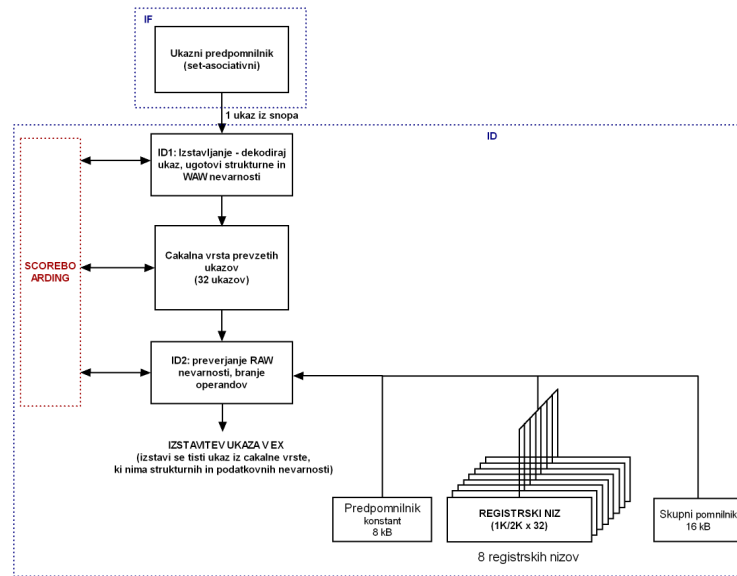 IF
Ukazni predpomnilnik
(set-asociativni)
1 ukaz iz snopa
ID
ID1: Izstavljanje - dekodiraj
ukaz, ugotovi strukturne in
WAW nevarnosti
SCOREBO
ARDING
Cakalna vrsta prevzetih
ukazov
(32 ukazov)
ID2: preverjanje RAW
nevarnosti, branje
operandov
IZSTAVITEV UKAZA V EX
(izstavi se tisti ukaz iz cakalne vrste,
ki nima strukturnih in podatkovnih nevarnosti)
Predpomnilnik
konstant
8 kB
REGISTRSKI NIZ
(1K/2K x 32)
Skupni pomnilnik
16 kB
8 registrskih nizov